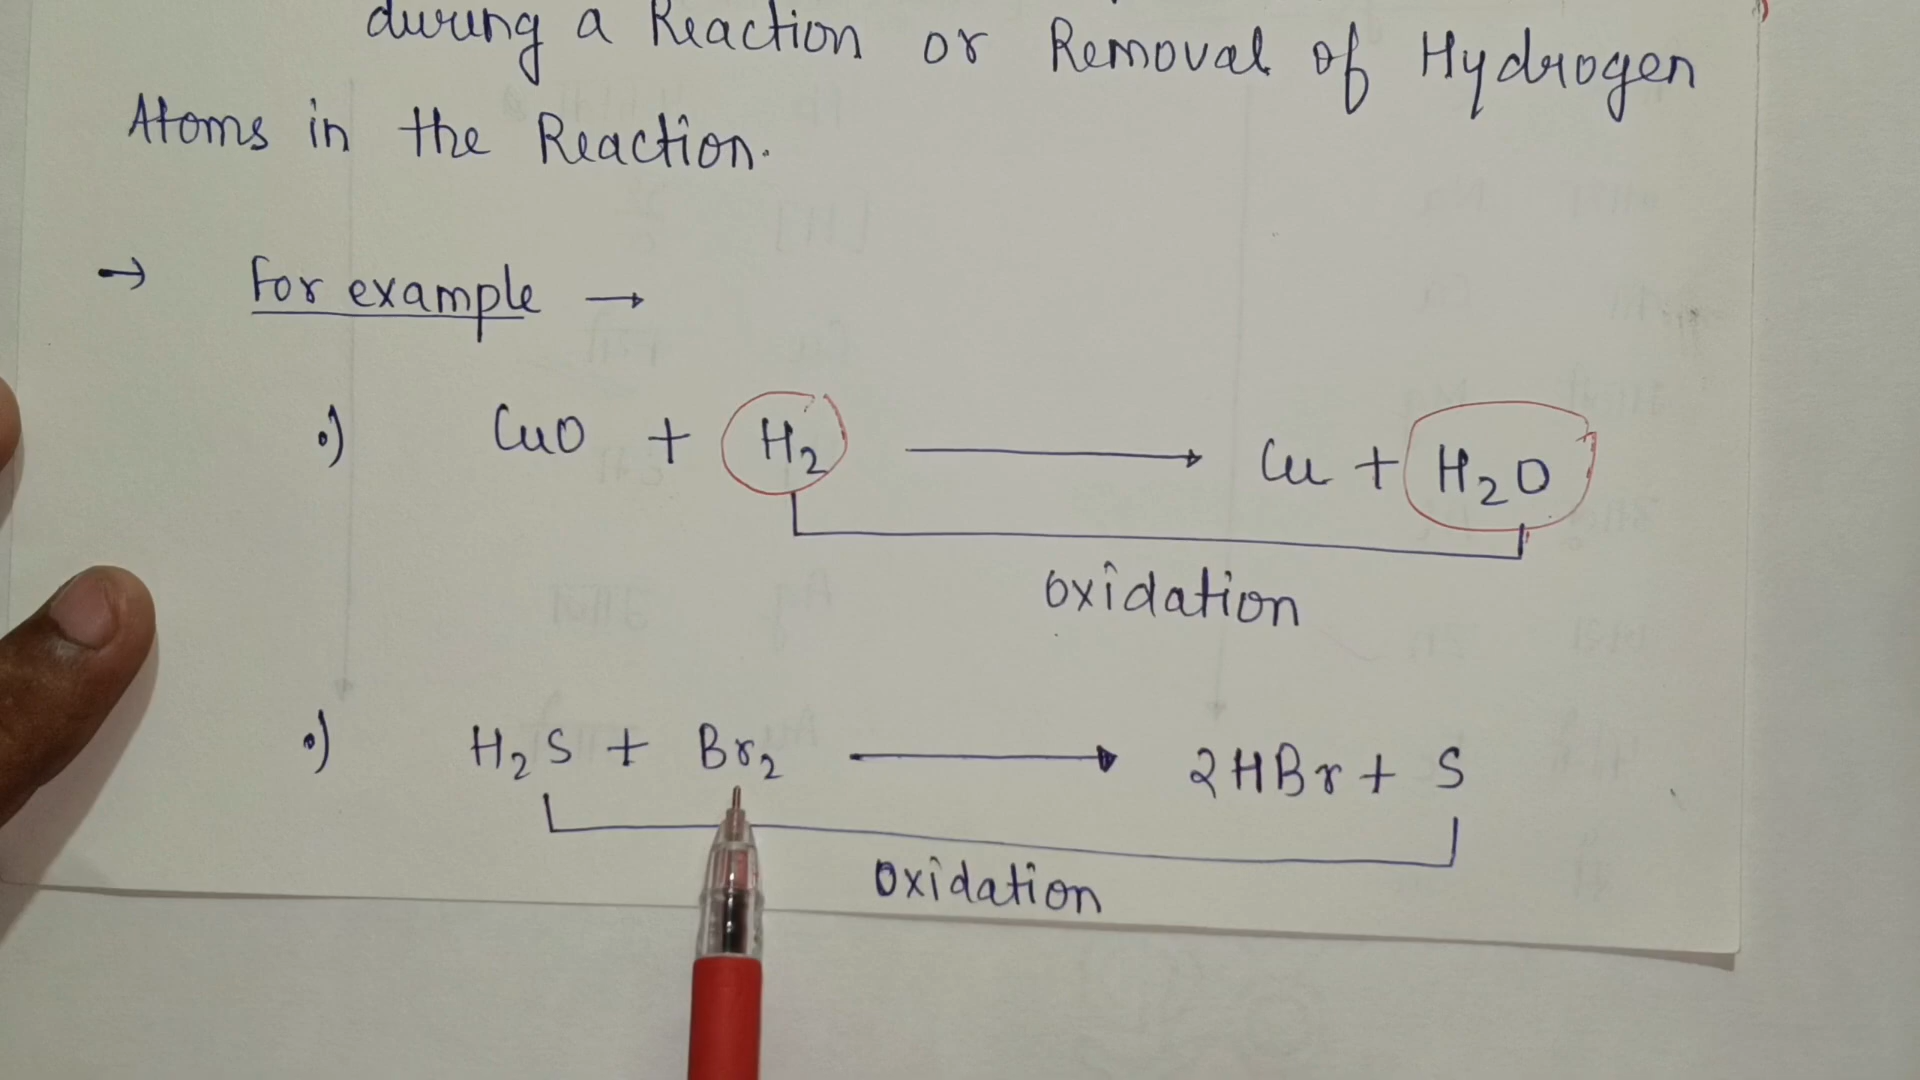 during a Reaction or Removal of Hydrogen
Atoms in the Reaction.
→ For example →
•) CuO + H₂ → Cu + H₂O
oxidation
•) H₂S + Br₂ → 2HBr + S
oxidation